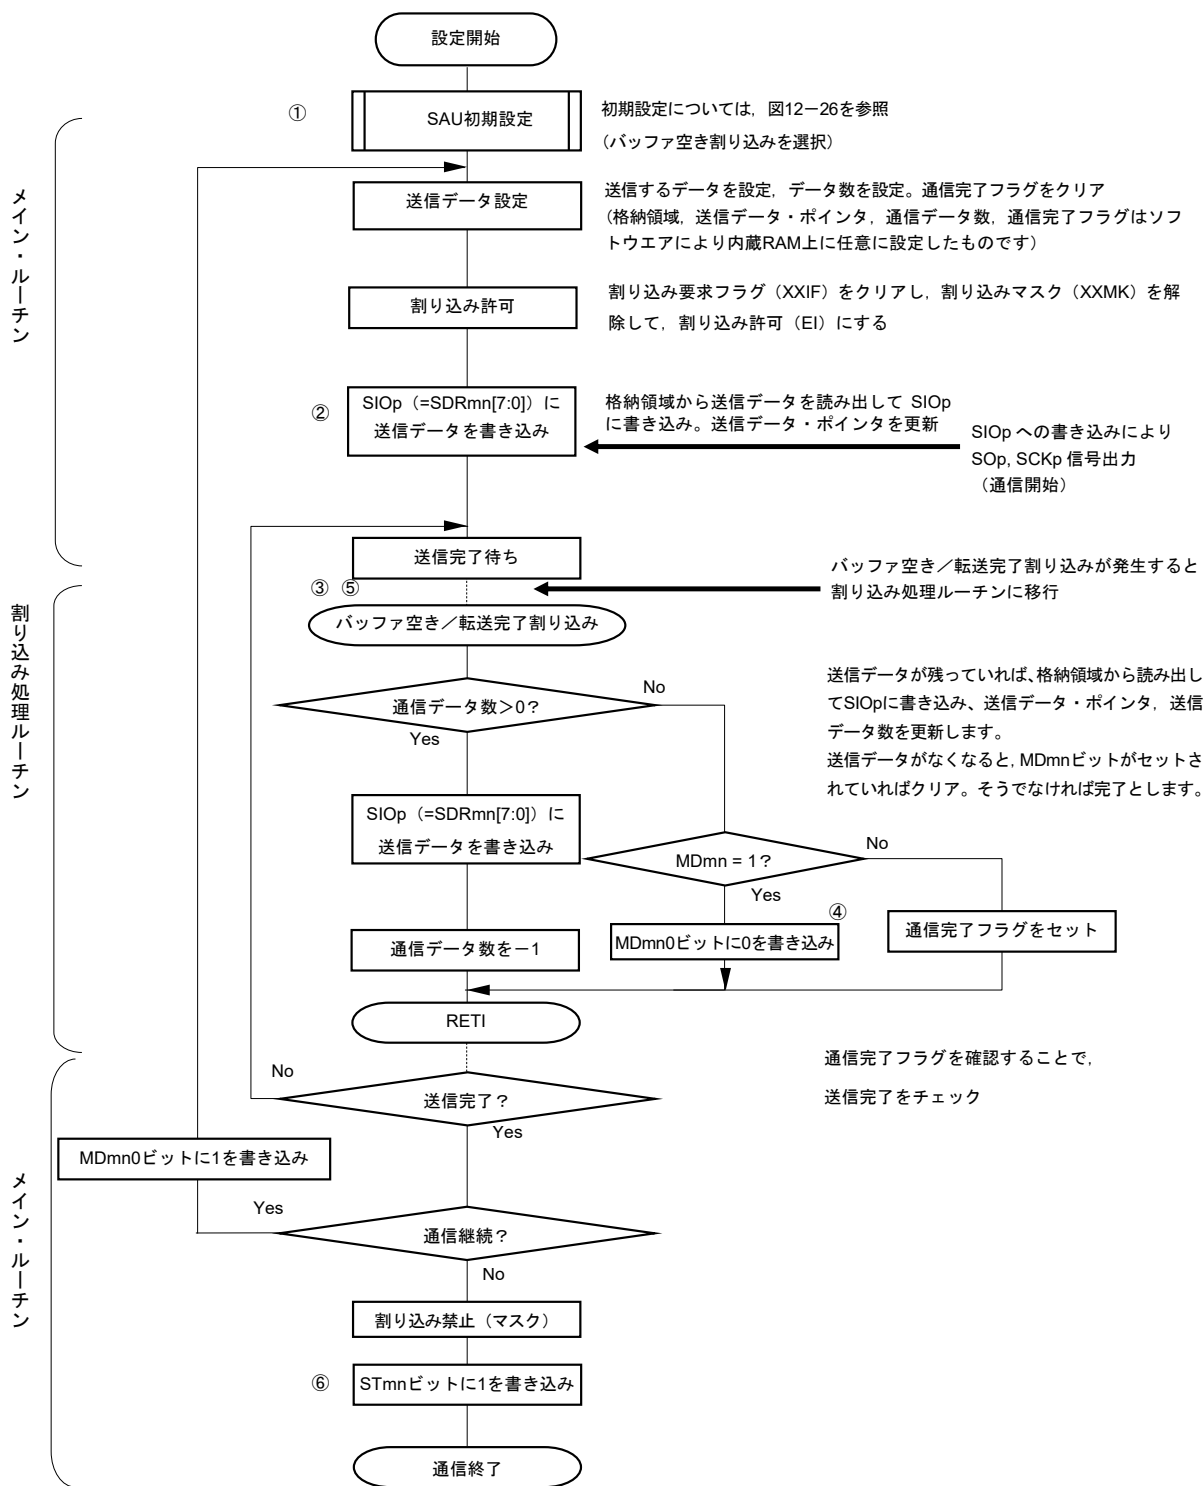 設定開始
①
SAU初期設定
初期設定については，図12－26を参照
（バッファ空き割り込みを選択）
メイン・ルーチン
送信データ設定
送信するデータを設定，データ数を設定。通信完了フラグをクリア
（格納領域，送信データ・ポインタ，通信データ数，通信完了フラグはソフ
トウエアにより内蔵RAM上に任意に設定したものです）
割り込み許可
割り込み要求フラグ（XXIF）をクリアし，割り込みマスク（XXMK）を解
除して，割り込み許可（EI）にする
②
SIOp（=SDRmn[7:0]）に
送信データを書き込み
格納領域から送信データを読み出して SIOp
に書き込み。送信データ・ポインタを更新
SIOp への書き込みにより
SOp, SCKp 信号出力
（通信開始）
送信完了待ち
バッファ空き／転送完了割り込みが発生すると
割り込み処理ルーチンに移行
③ ⑤
割り込み処理ルーチン
バッファ空き／転送完了割り込み
通信データ数＞0？
No
Yes
送信データが残っていれば、格納領域から読み出し
てSIOpに書き込み、送信データ・ポインタ，送信
データ数を更新します。
送信データがなくなると，MDmnビットがセットさ
れていればクリア。そうでなければ完了とします。
SIOp（=SDRmn[7:0]）に
送信データを書き込み
MDmn = 1？
No
Yes
④
通信データ数を－1
MDmn0ビットに0を書き込み
通信完了フラグをセット
RETI
通信完了フラグを確認することで，
送信完了をチェック
No
送信完了？
Yes
MDmn0ビットに1を書き込み
メイン・ルーチン
Yes
通信継続？
No
割り込み禁止（マスク）
⑥
STmnビットに1を書き込み
通信終了